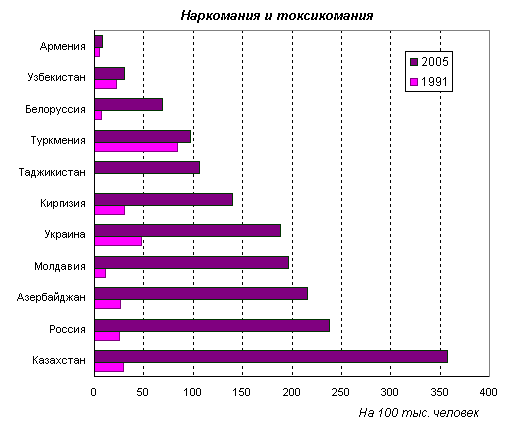 Наркомания и токсикомания
Армения
Узбекистан
Белоруссия
Туркмения
Таджикистан
Киргизия
Украина
Молдавия
Азербайджан
Россия
Казахстан
2005
1991
0 50 100 150 200 250 300 350 400
На 100 тыс. человек